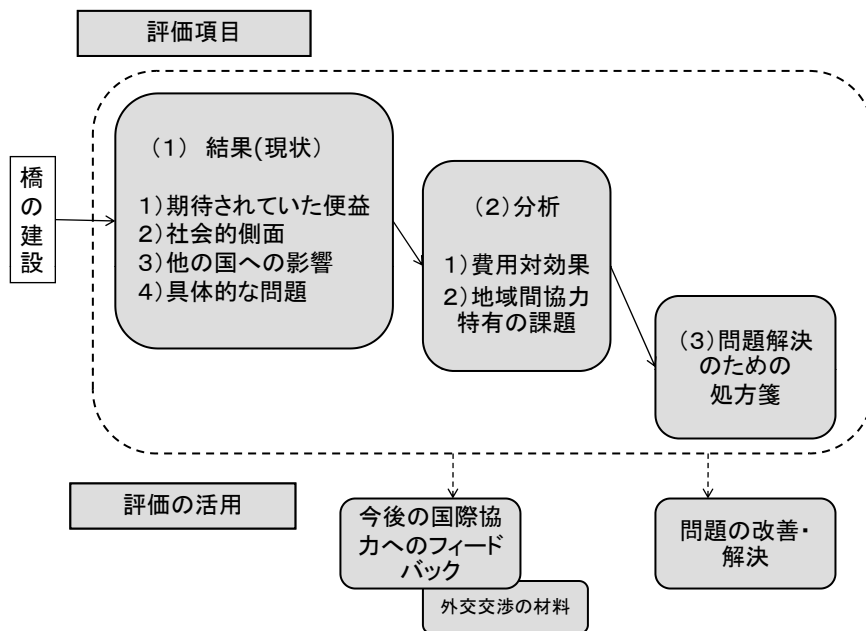 評価項目
橋の建設
（１） 結果(現状）
１）期待されていた便益
２）社会的側面
３）他の国への影響
４）具体的な問題
（２）分析
１）費用対効果
２）地域間協力
特有の課題
（３）問題解決
のための
処方箋
評価の活用
今後の国際協
力へのフィード
バック
外交交渉の材料
問題の改善・
解決